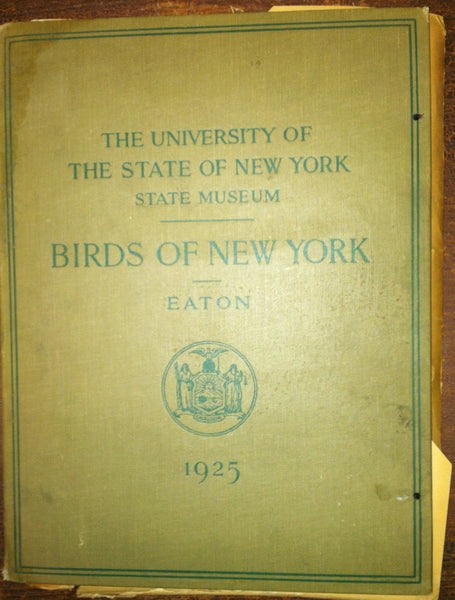 THE UNIVERSITY OF
THE STATE OF NEW YORK
STATE MUSEUM
BIRDS OF NEW YORK
EATON
1925